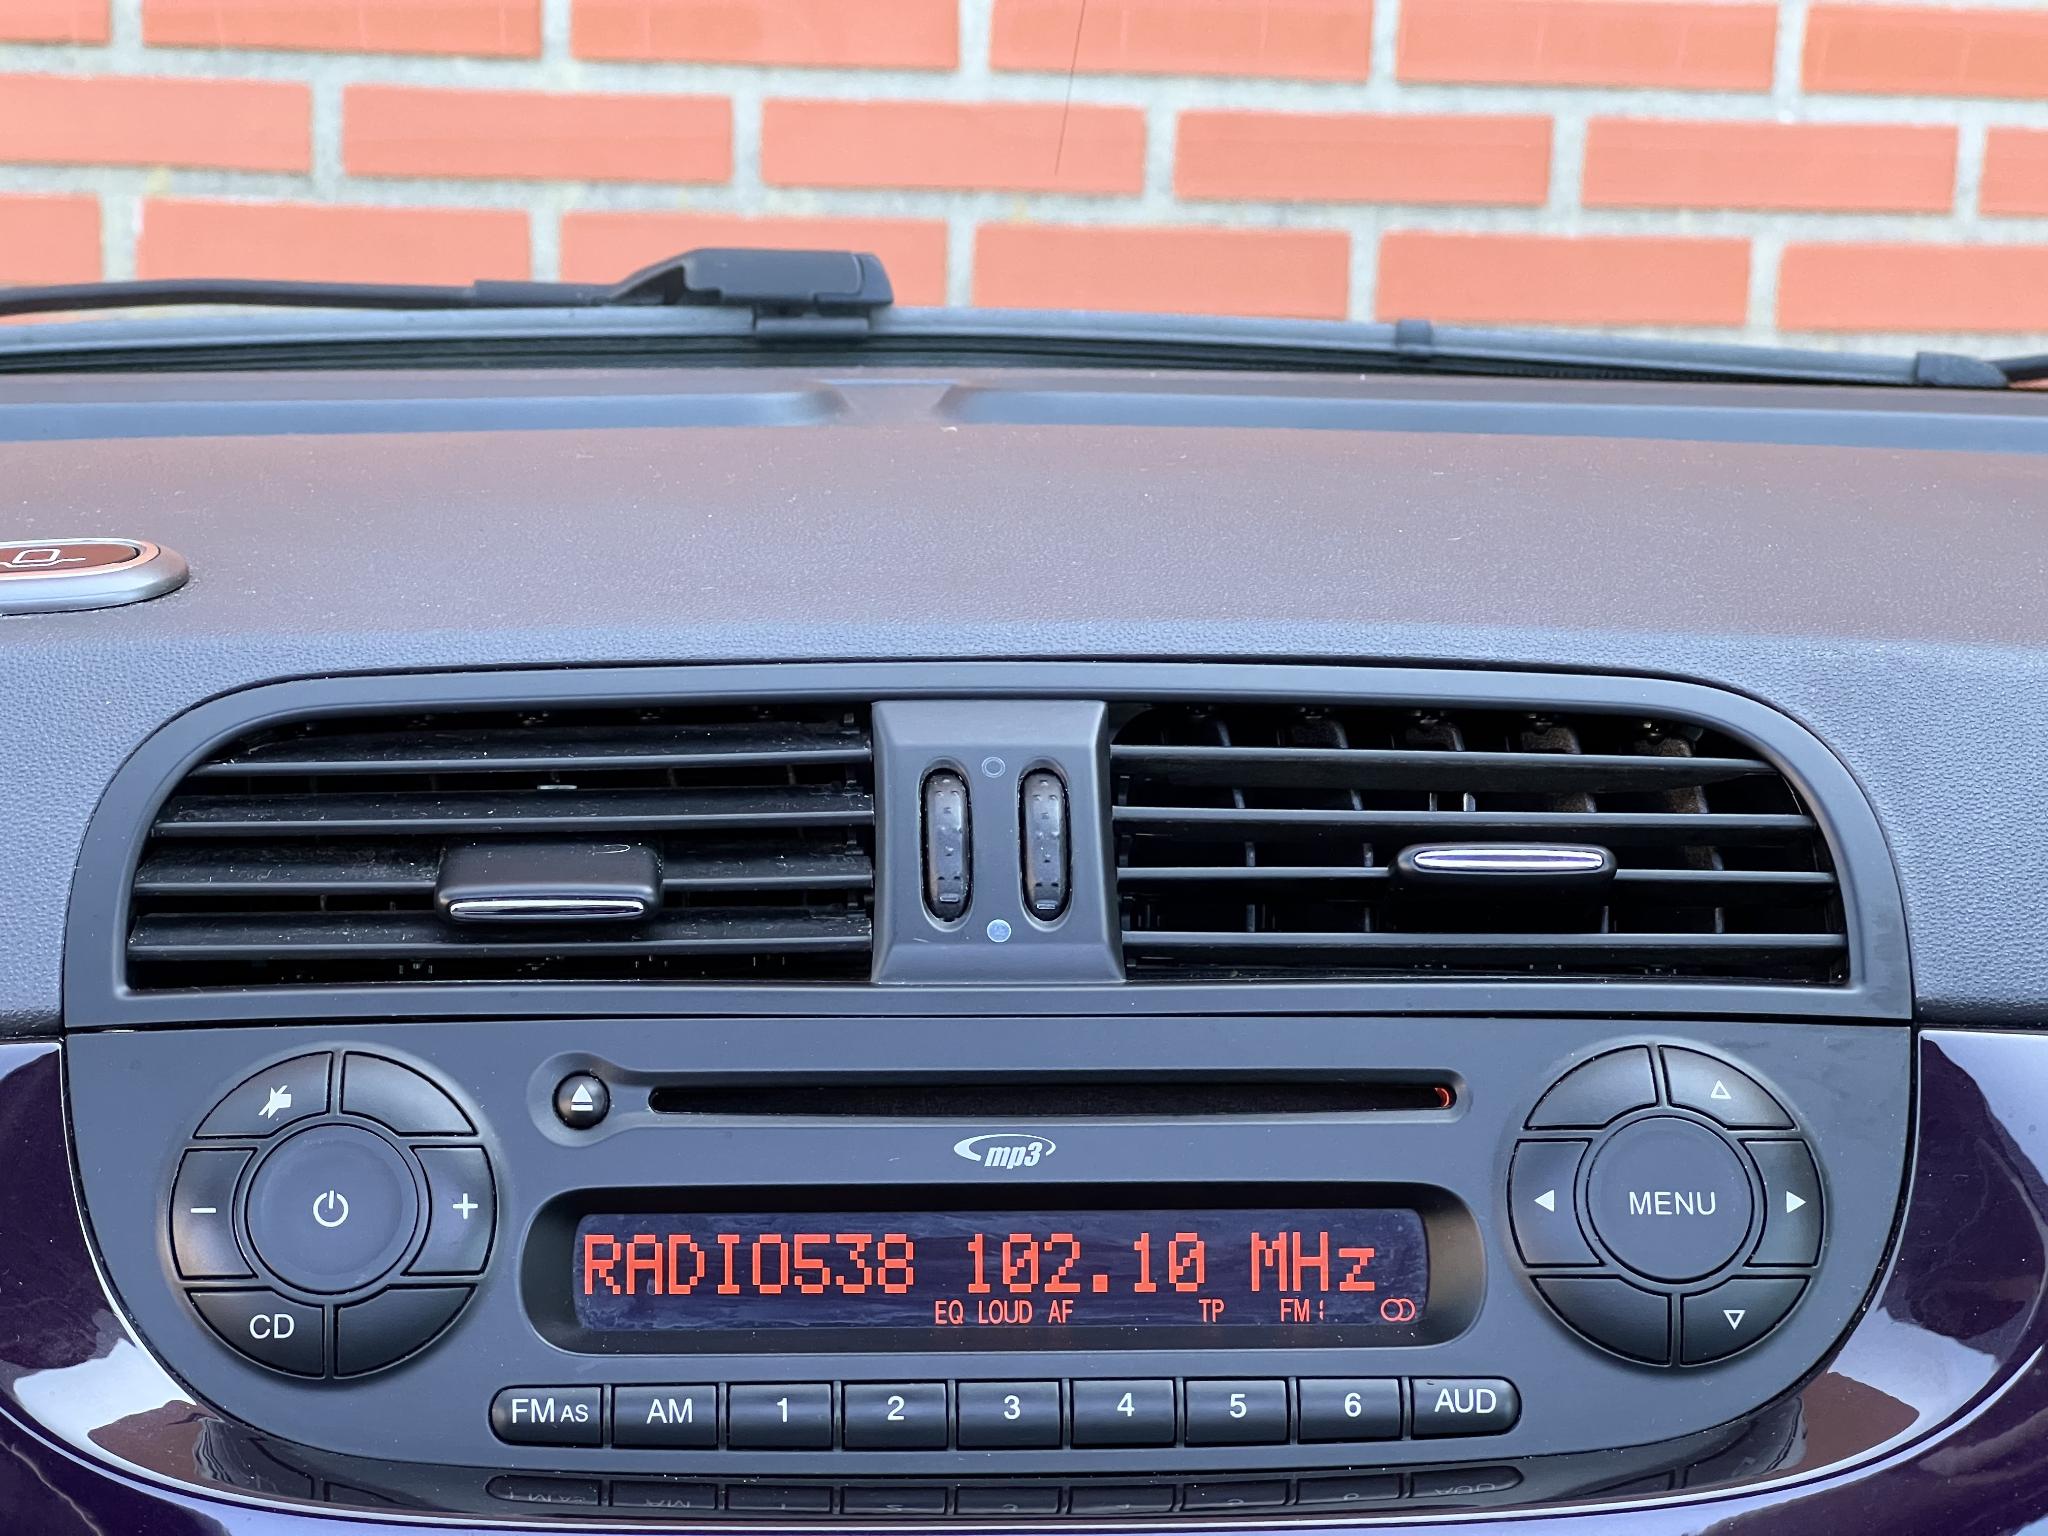 mp3
RADIO538 102.10 MHz
EQ LOUD AF TP FM1
- +
CD
MENU
FM AS AM 1 2 3 4 5 6 AUD